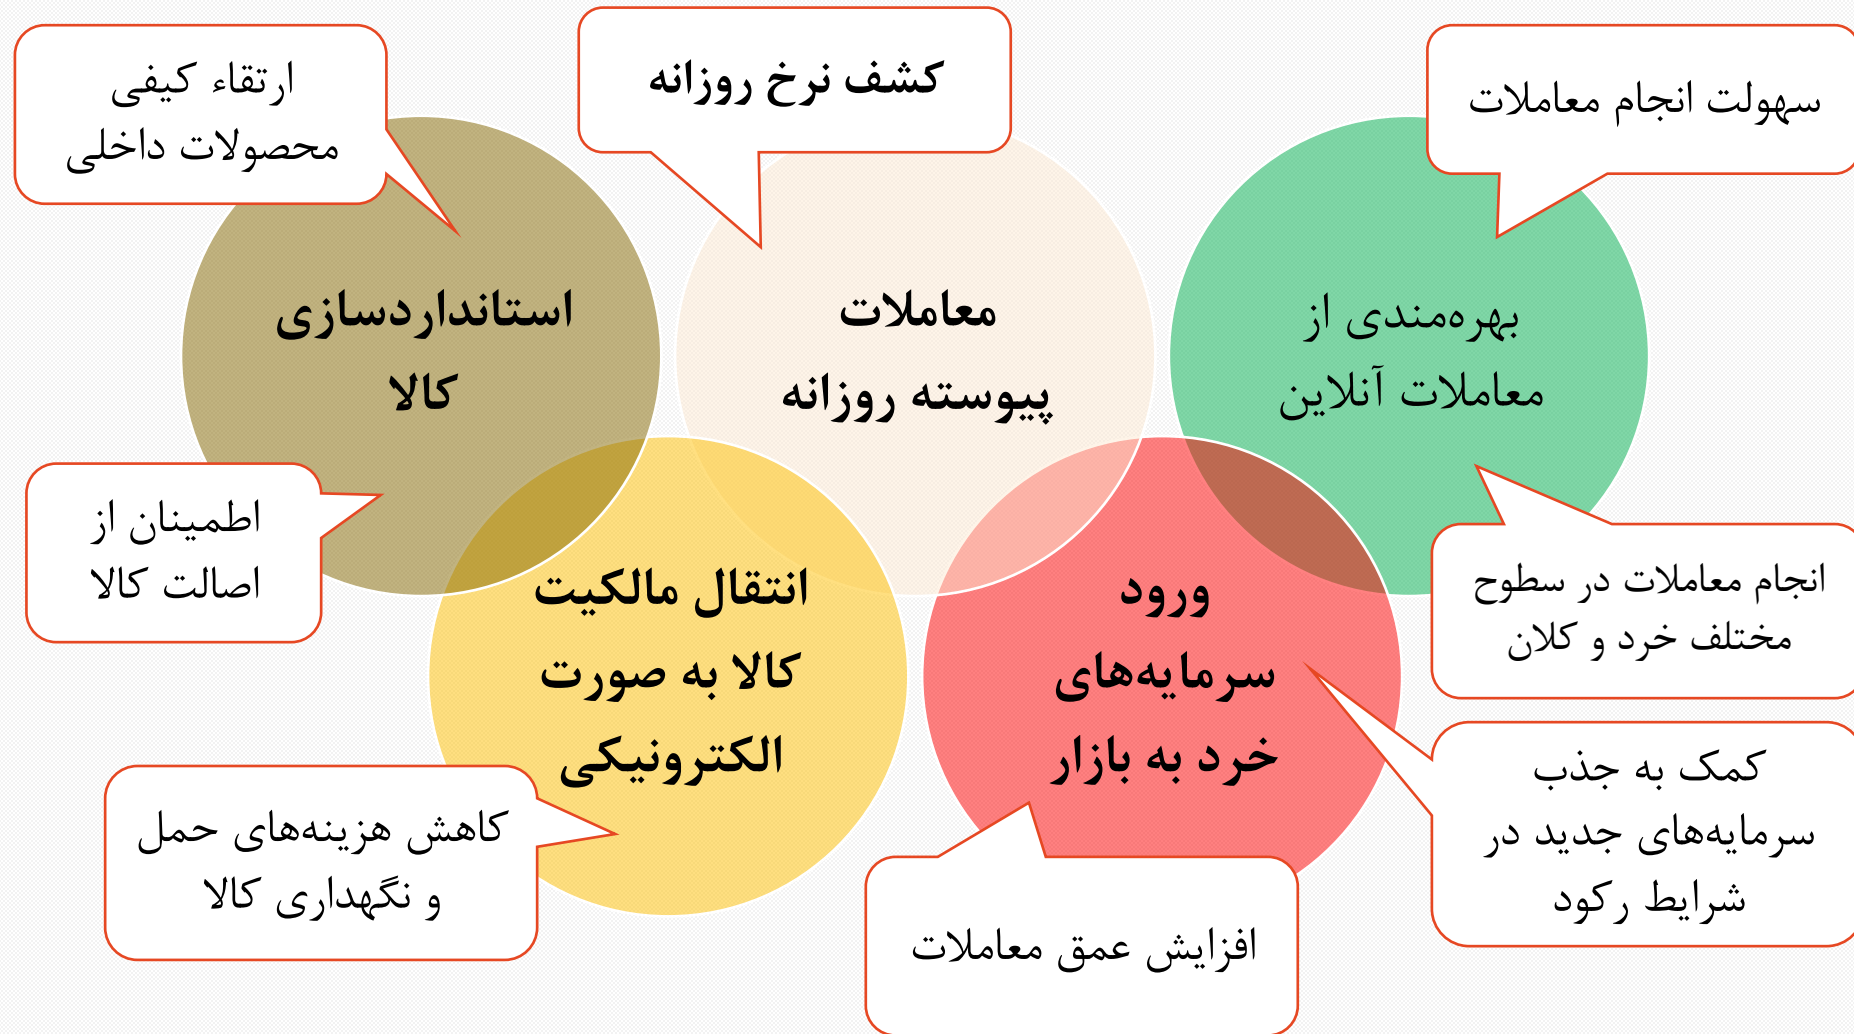 سهولت انجام معاملات
کشف نرخ روزانه
ارتقاء کیفی
محصولات داخلی
بهره‌مندی از
معاملات آنلاین
معاملات
پیوسته روزانه
استانداردسازی
کالا
انجام معاملات در سطوح
مختلف خرد و کلان
اطمینان از
اصالت کالا
ورود
سرمایه‌های
خرد به بازار
انتقال مالکیت
کالا به صورت
الکترونیکی
کمک به جذب
سرمایه‌های جدید در
شرایط رکود
افزایش عمق معاملات
کاهش هزینه‌های حمل
و نگهداری کالا